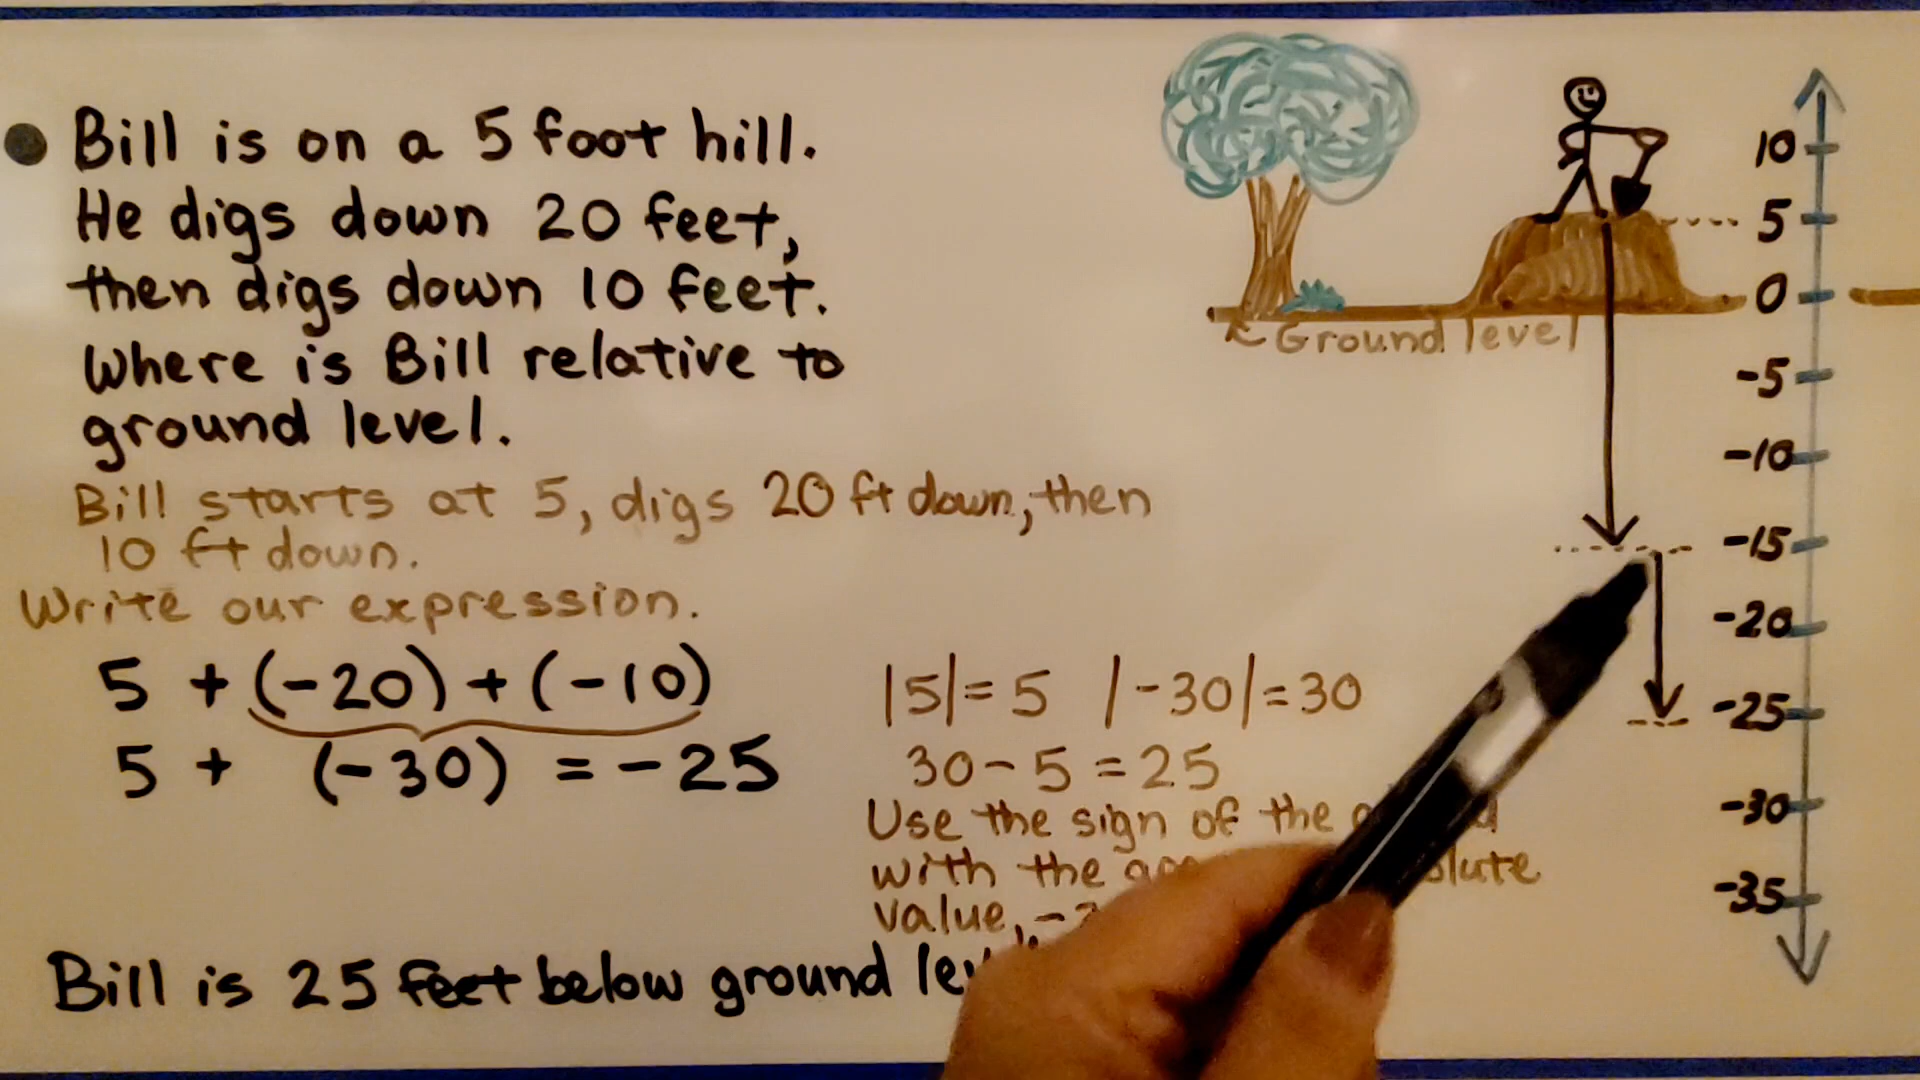 Bill is on a 5 foot hill.
He digs down 20 feet,
then digs down 10 feet.
Where is Bill relative to
ground level.
Bill starts at 5, digs 20 ft down, then
10 ft down.
Write our expression.
5 + (-20) + (-10)
5 + (-30) = -25
|5| = 5 |-30| = 30
30 - 5 = 25
Use the sign of the
with the
value, -
Bill is 25 feet below ground
Ground level
10
5
0
-5
-10
-15
-20
-25
-30
-35